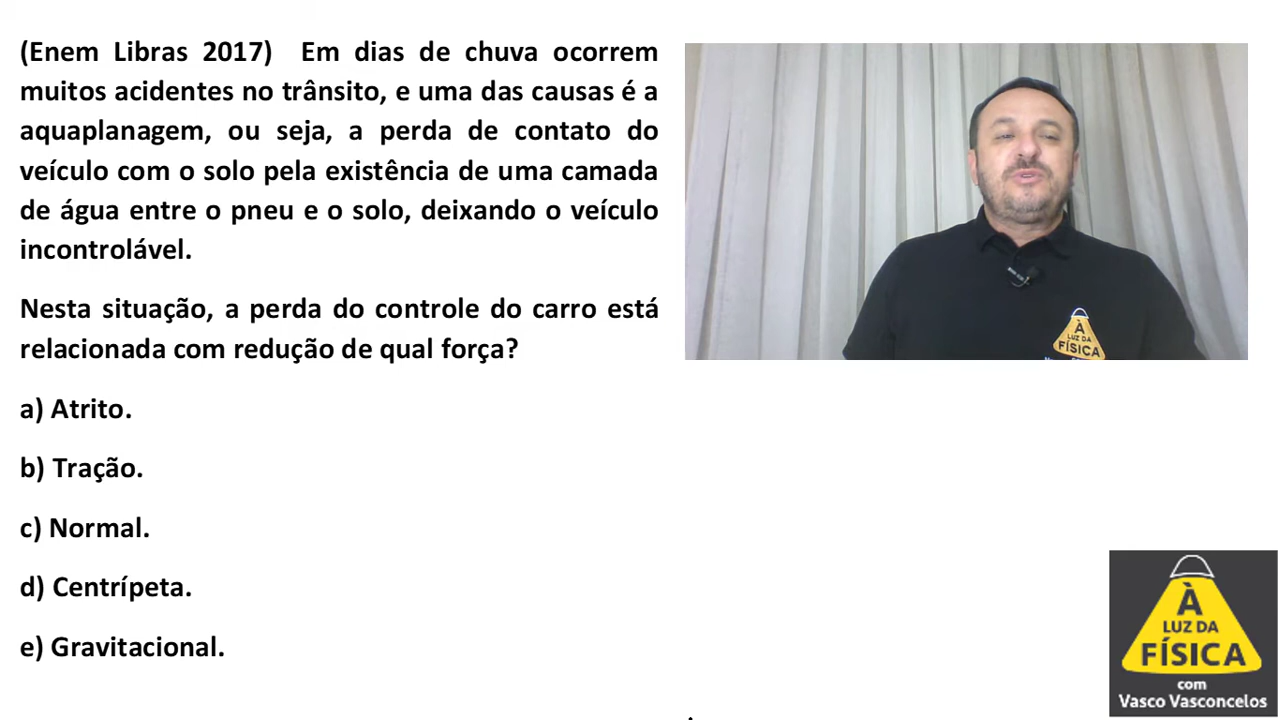 (Enem Libras 2017) Em dias de chuva ocorrem
muitos acidentes no trânsito, e uma das causas é a
aquaplanagem, ou seja, a perda de contato do
veículo com o solo pela existência de uma camada
de água entre o pneu e o solo, deixando o veículo
incontrolável.
Nesta situação, a perda do controle do carro está
relacionada com redução de qual força?
a) Atrito.
b) Tração.
c) Normal.
d) Centrípeta.
e) Gravitacional.
À
LUZ DA
FÍSICA
À
LUZ DA
FÍSICA
com
Vasco Vasconcelos